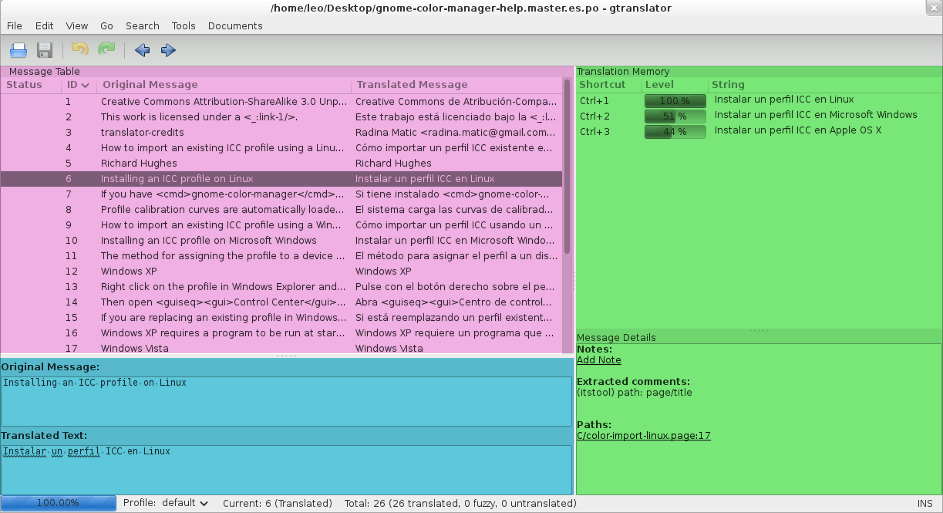 /home/leo/Desktop/gnome-color-manager-help.master.es.po - gtranslator
File Edit View Go Search Tools Documents
Message Table
Status ID Original Message Translated Message
1 Creative Commons Attribution-ShareAlike 3.0 Unp... Creative Commons de Atribución-Compa...
2 This work is licensed under a <_:link-1/>. Este trabajo está licenciado bajo la <_:l...
3 translator-credits Radina Matic <radina.matic@gmail.com...
4 How to import an existing ICC profile using a Linu... Cómo importar un perfil ICC existente e...
5 Richard Hughes Richard Hughes
6 Installing an ICC profile on Linux Instalar un perfil ICC en Linux
7 If you have <cmd>gnome-color-manager</cmd>... Si tiene instalado <cmd>gnome-color-...
8 Profile calibration curves are automatically loade... El sistema carga las curvas de calibrad...
9 How to import an existing ICC profile using a Win... Cómo importar un perfil ICC usando un ...
10 Installing an ICC profile on Microsoft Windows Instalar un perfil ICC en Microsoft Windo...
11 The method for assigning the profile to a device ... El método para asignar el perfil a un dis...
12 Windows XP Windows XP
13 Right click on the profile in Windows Explorer and... Pulse con el botón derecho sobre el pe...
14 Then open <guiseq><gui>Control Center</gui>... Abra <guiseq><gui>Centro de control...
15 If you are replacing an existing profile in Windows... Si está reemplazando un perfil existent...
16 Windows XP requires a program to be run at star... Windows XP requiere un programa que ...
17 Windows Vista Windows Vista
Original Message:
Installing an ICC profile on Linux
Translated Text:
Instalar un perfil ICC en Linux
Translation Memory
Shortcut Level String
Ctrl+1 100 % Instalar un perfil ICC en Linux
Ctrl+2 51 % Instalar un perfil ICC en Microsoft Windows
Ctrl+3 44 % Instalar un perfil ICC en Apple OS X
Message Details
Notes:
Add Note
Extracted comments:
(itstool) path: page/title
Paths:
C/color-import-linux.page:17
100.00% Profile: default Current: 6 (Translated) Total: 26 (26 translated, 0 fuzzy, 0 untranslated) INS